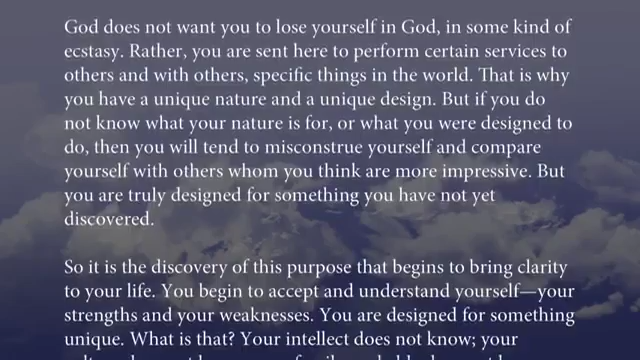 God does not want you to lose yourself in God, in some kind of
ecstasy. Rather, you are sent here to perform certain services to
others and with others, specific things in the world. That is why
you have a unique nature and a unique design. But if you do
not know what your nature is for, or what you were designed to
do, then you will tend to misconstrue yourself and compare
yourself with others whom you think are more impressive. But
you are truly designed for something you have not yet
discovered.
So it is the discovery of this purpose that begins to bring clarity
to your life. You begin to accept and understand yourself—your
strengths and your weaknesses. You are designed for something
unique. What is that? Your intellect does not know; your